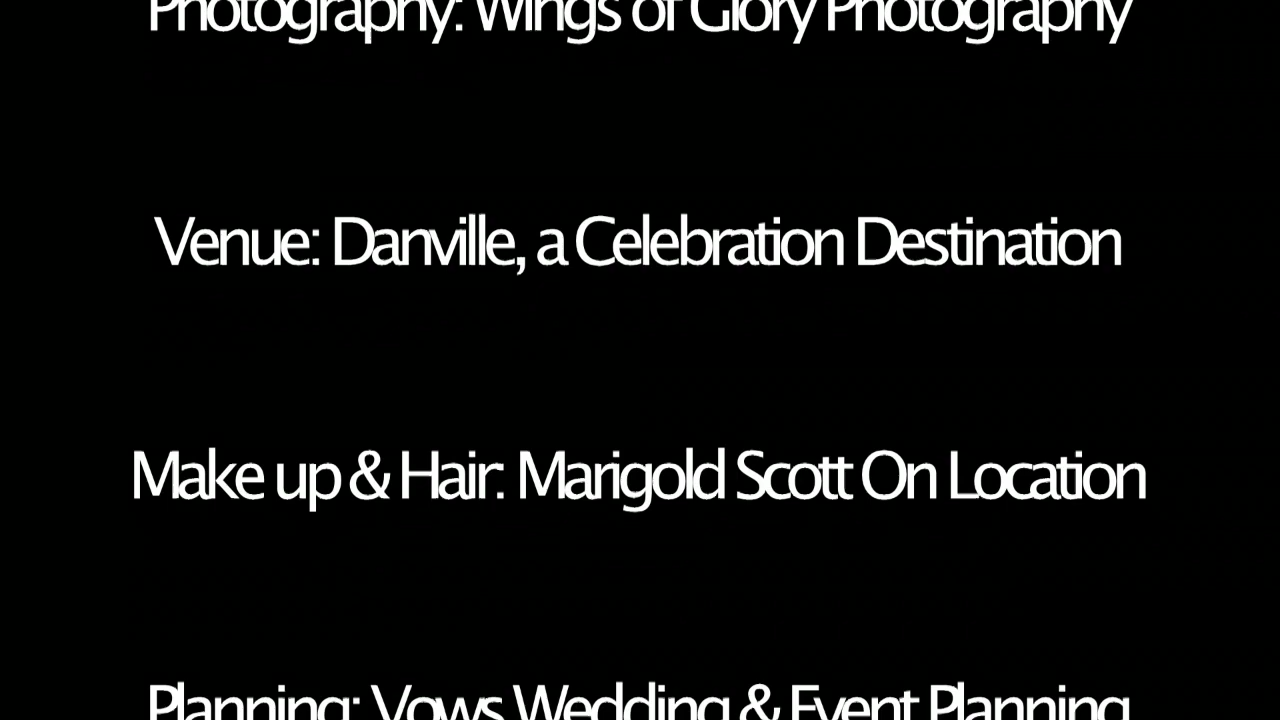 Photography: Wings of Glory Photography
Venue: Danville, a Celebration Destination
Make up & Hair: Marigold Scott On Location
Planning: Vows Wedding & Event Planning